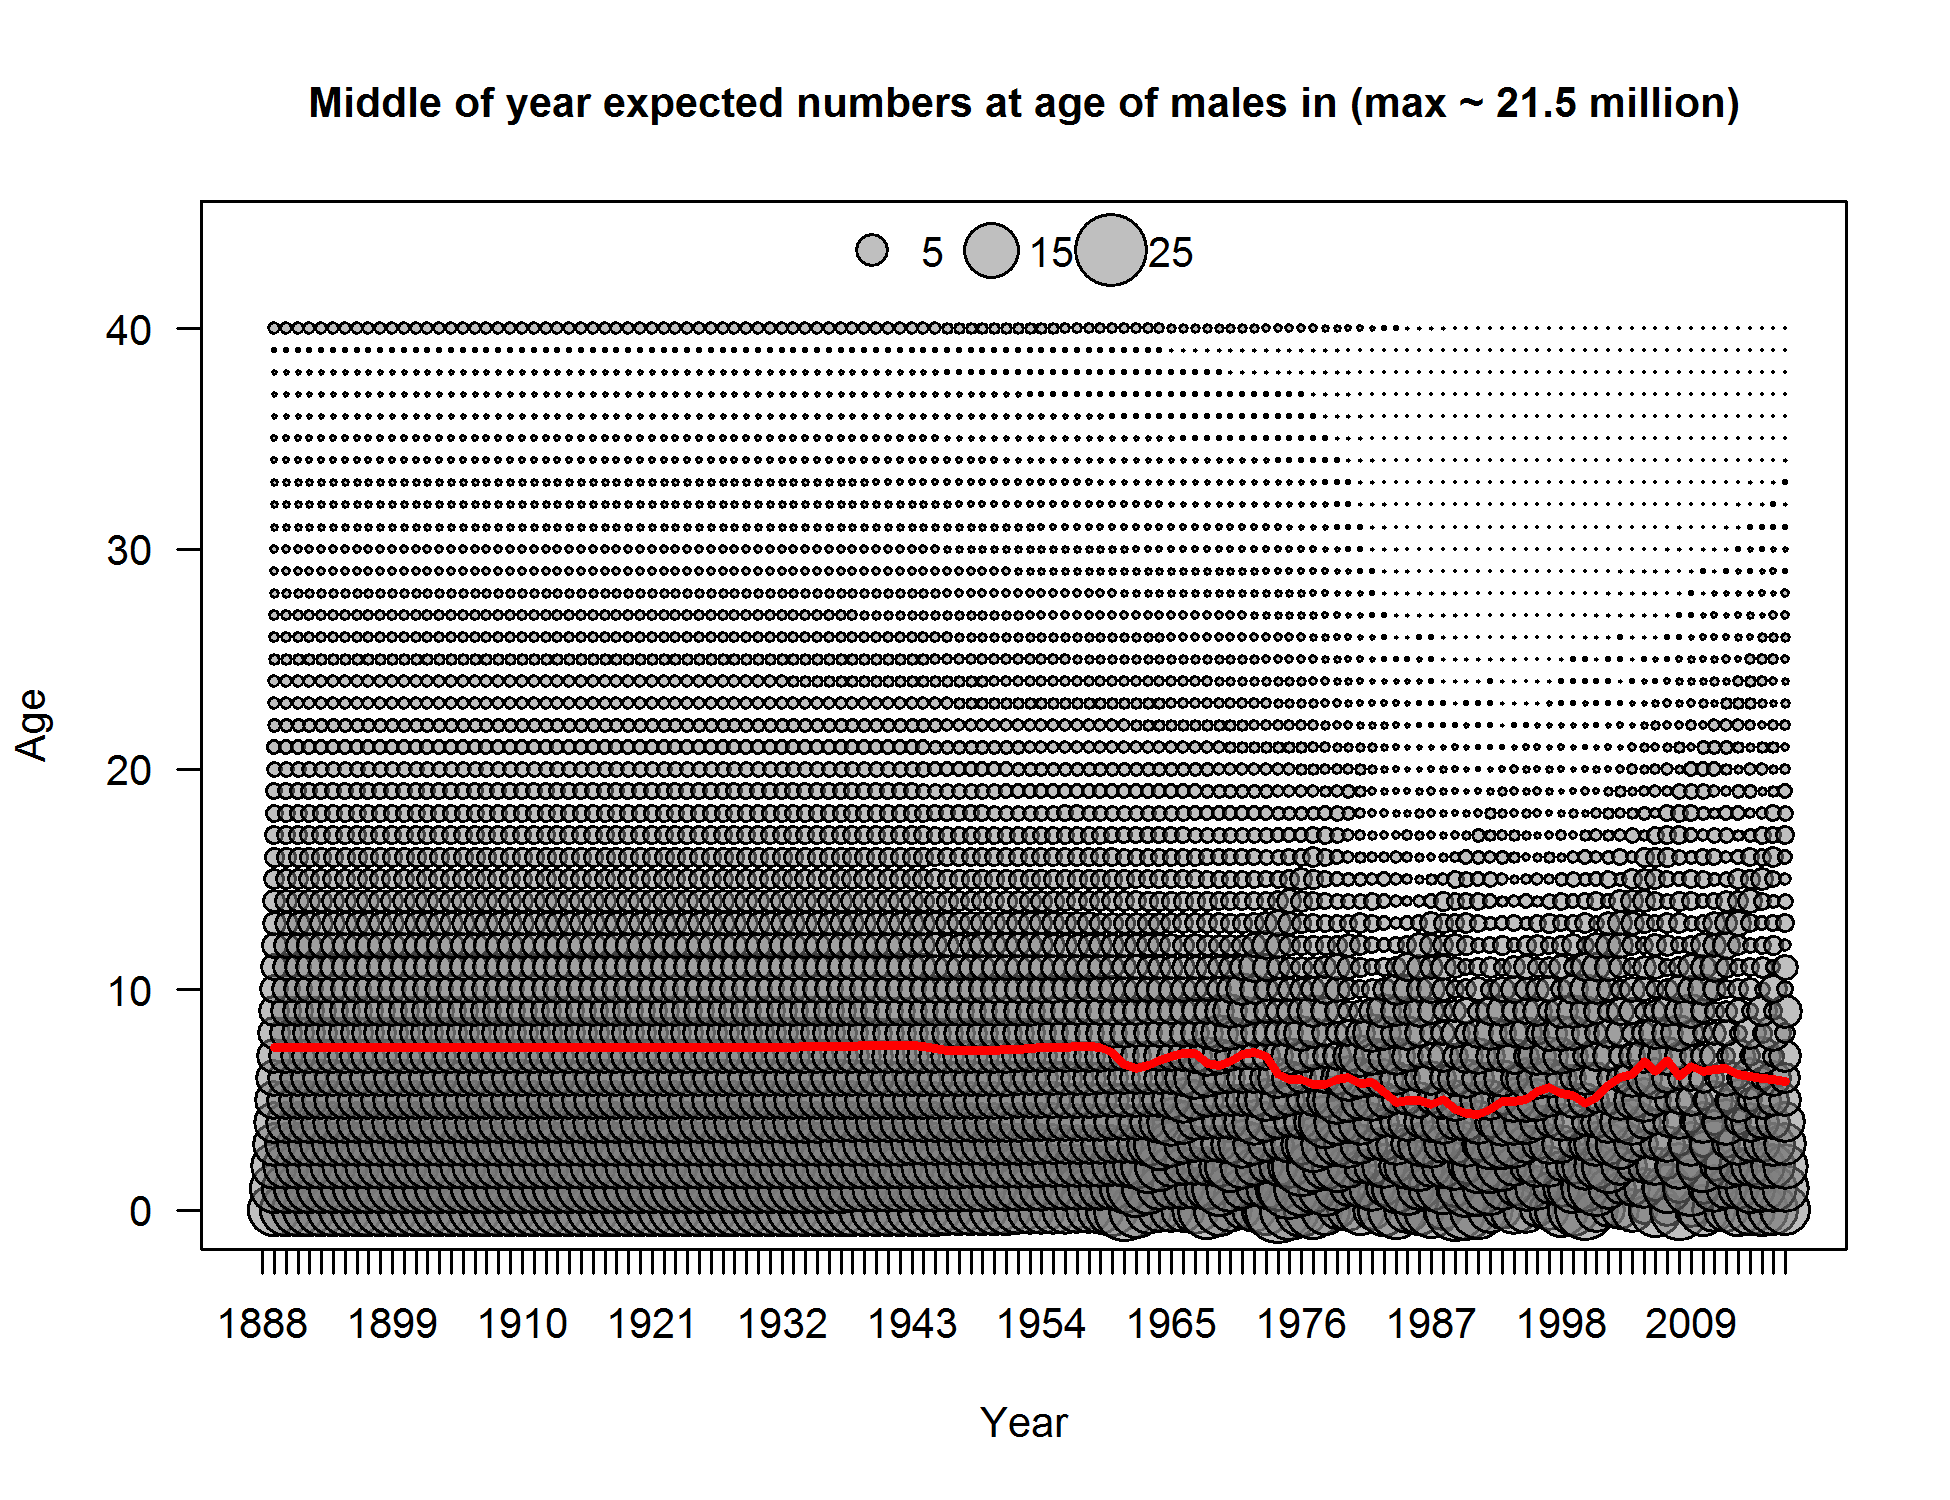 Middle of year expected numbers at age of males in (max ~ 21.5 million)
5 15 25
40
30
20
10
0
Age
1888 1899 1910 1921 1932 1943 1954 1965 1976 1987 1998 2009
Year